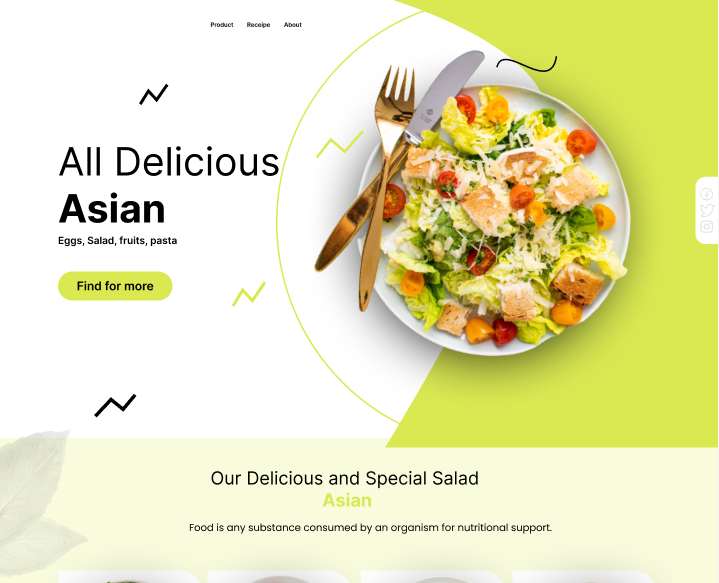 Product Receipe About
All Delicious
Asian
Eggs, Salad, fruits, pasta
Find for more
Our Delicious and Special Salad
Asian
Food is any substance consumed by an organism for nutritional support.